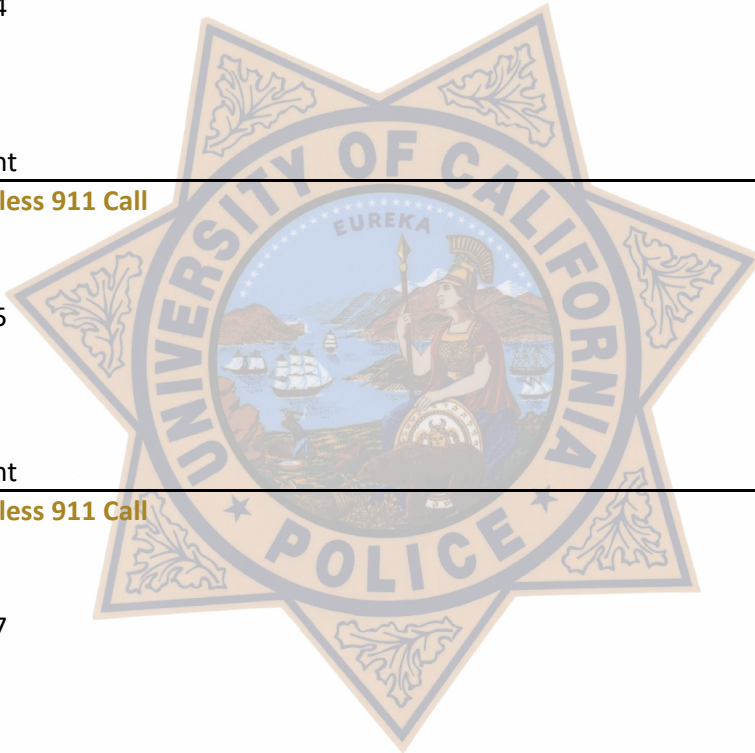 4
nt
less 911 Call
5
nt
less 911 Call
7
UNIVERSITY OF CALIFORNIA
EUREKA
★ POLICE ★